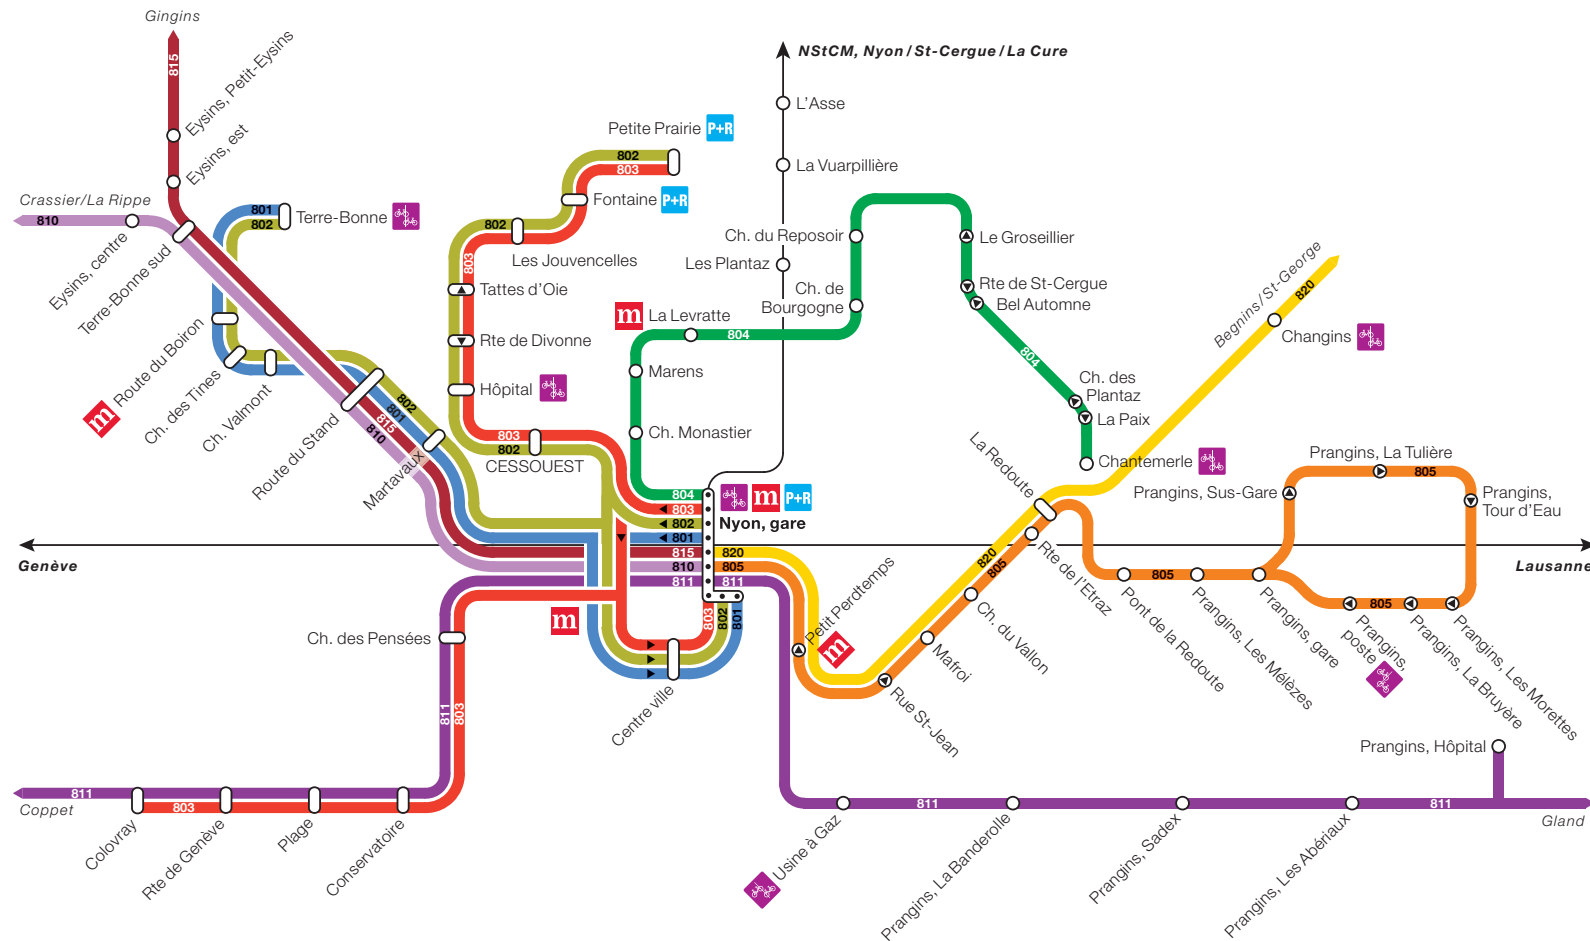 Gingins
815
Eysins, Petit-Eysins
Eysins, est
Crassier/La Rippe
810
Eysins, centre
Terre-Bonne sud
801
802
Terre-Bonne
m
Route du Boiron
Ch. des Tines
Ch. Valmont
Route du Stand
Martavaux
802
801
815
810
Petite Prairie P+R
802
803
Fontaine P+R
802
803
Les Jouvencelles
Tattes d'Oie
Rte de Divonne
Hôpital
803
802
CESSOUEST
NStCM, Nyon / St-Cergue / La Cure
L'Asse
La Vuarpillière
Les Plantaz
Ch. du Reposoir
Ch. de
Bourgogne
m La Levratte
804
Marens
Ch. Monastier
Le Groseillier
Rte de St-Cergue
Bel Automne
804
Ch. des
Plantaz
La Paix
Chantemerle
Begnins / St-George
820
Changins
804
803
802
801
815
810
811
m P+R
Nyon, gare
820
805
811
Genève
Lausanne
La Redoute
Rte de l'Etraz
820
805
Ch. du Vallon
Mafroi
Rue St-Jean
Petit Perdtemps
m
805
Pont de la Redoute
Prangins, Les Mélèzes
Prangins, gare
Prangins, Sus-Gare
Prangins, La Tulière
805
Prangins,
Tour d'Eau
805
Prangins,
poste
Prangins, La Bruyère
Prangins, Les Morettes
m
803
802
801
Centre ville
Ch. des Pensées
811
803
811
803
Coppet
Colovray
Rte de Genève
Plage
Conservatoire
Usine à Gaz
811
Prangins, La Banderolle
Prangins, Sadex
Prangins, Les Abériaux
811
Prangins, Hôpital
Gland